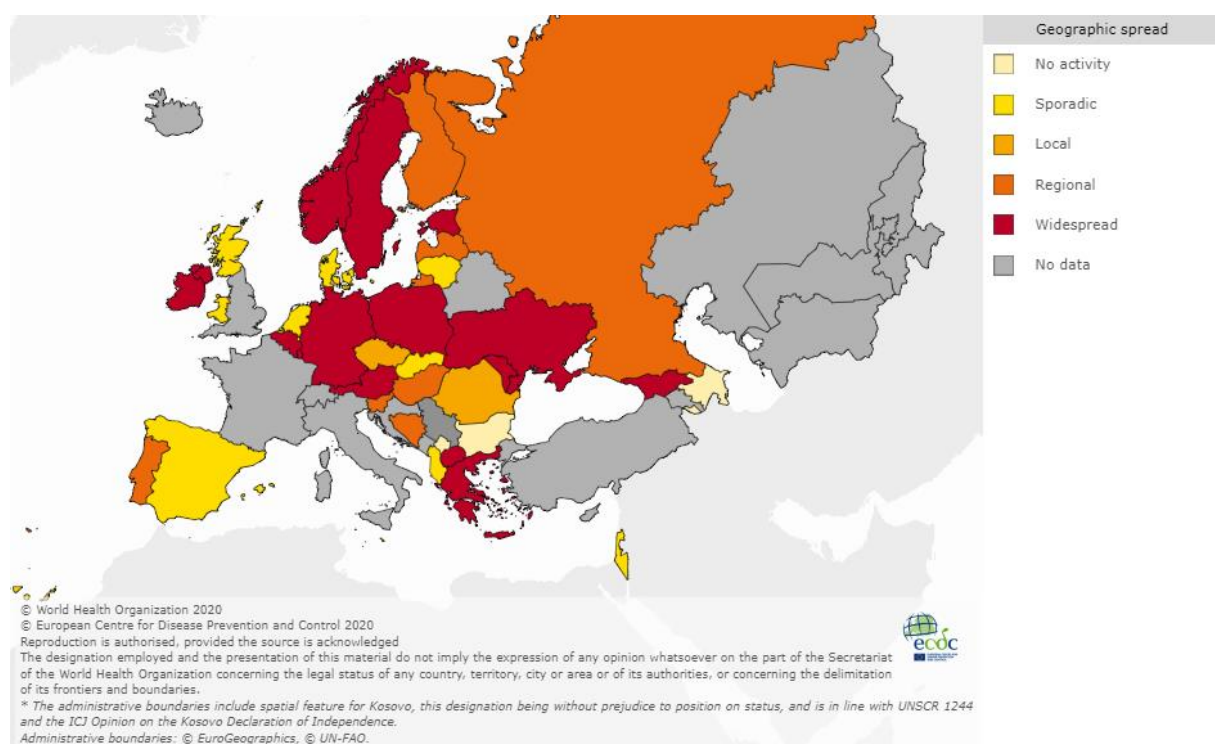 Geographic spread
No activity
Sporadic
Local
Regional
Widespread
No data
© World Health Organization 2020
© European Centre for Disease Prevention and Control 2020
Reproduction is authorised, provided the source is acknowledged
The designation employed and the presentation of this material do not imply the expression of any opinion whatsoever on the part of the Secretariat
of the World Health Organization concerning the legal status of any country, territory, city or area or of its authorities, or concerning the delimitation
of its frontiers and boundaries.
* The administrative boundaries include spatial feature for Kosovo, this designation being without prejudice to position on status, and is in line with UNSCR 1244
and the ICJ Opinion on the Kosovo Declaration of Independence.
Administrative boundaries: © EuroGeographics, © UN-FAO.
ecdc